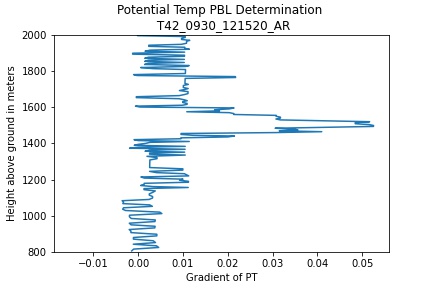 Potential Temp PBL Determination
T42_0930_121520_AR
Height above ground in meters
2000
1800
1600
1400
1200
1000
800
−0.01 0.00 0.01 0.02 0.03 0.04 0.05
Gradient of PT